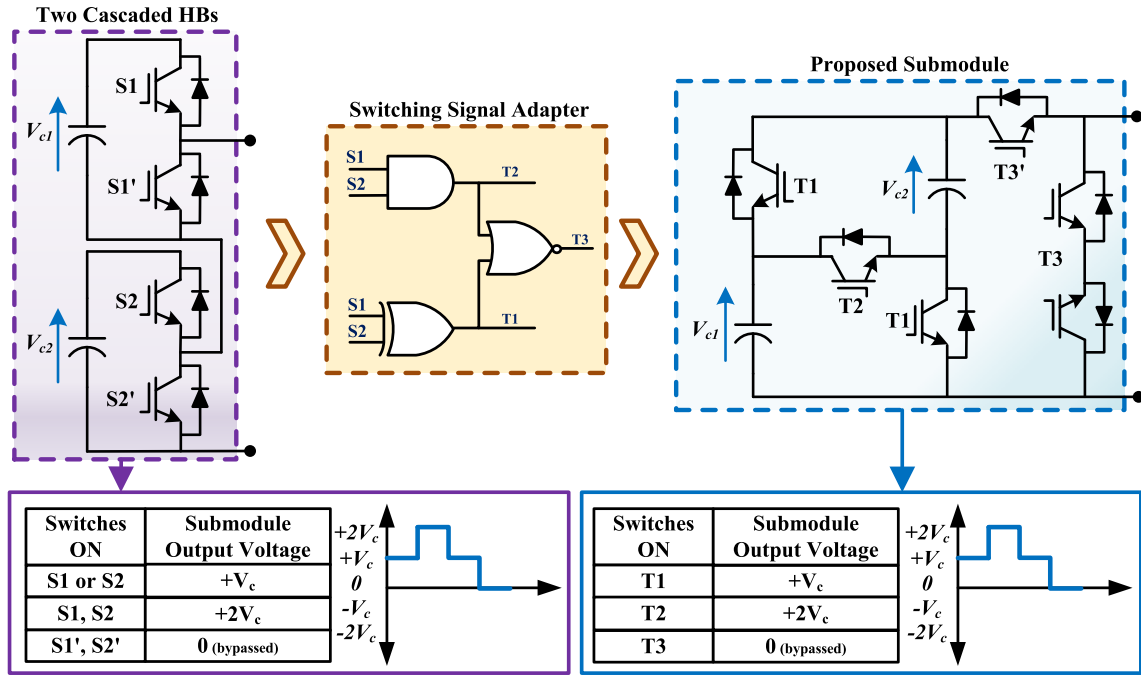 Two Cascaded HBs
S1
Vc1
S1'
S2
Vc2
S2'
Switching Signal Adapter
S1
S2
T2
T3
S1
S2
T1
Proposed Submodule
T3'
T1
Vc2
T3
T2
T1
Vc1
Switches ON
Submodule Output Voltage
S1 or S2
+Vc
S1, S2
+2Vc
S1', S2'
0 (bypassed)
+2Vc
+Vc
0
-Vc
-2Vc
Switches ON
Submodule Output Voltage
T1
+Vc
T2
+2Vc
T3
0 (bypassed)
+2Vc
+Vc
0
-Vc
-2Vc